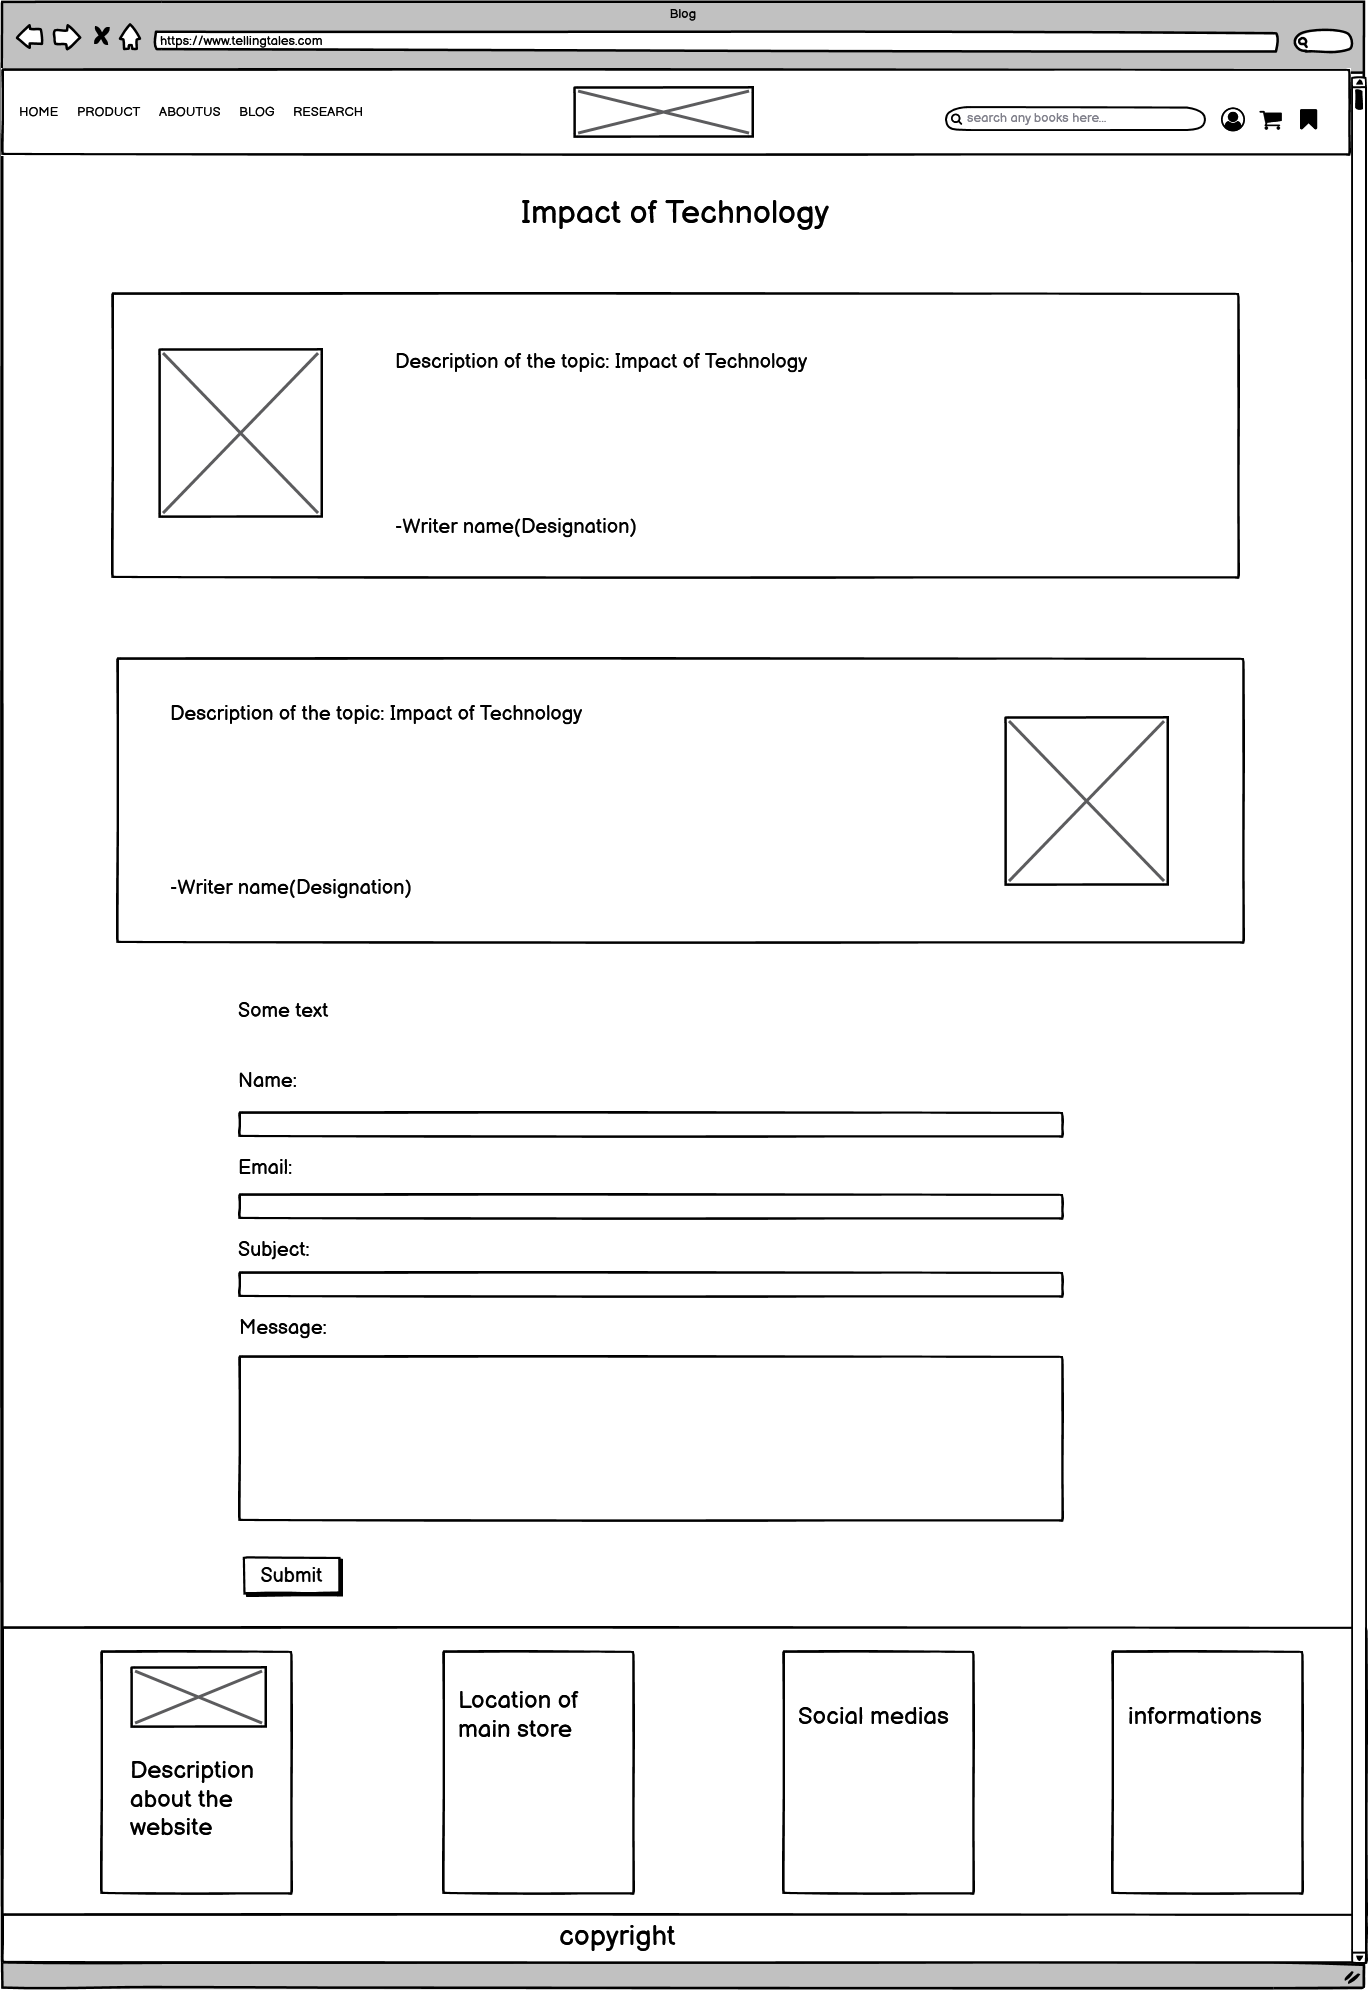 Blog
https://www.tellingtales.com
HOME PRODUCT ABOUTUS BLOG RESEARCH
search any books here...
Impact of Technology
Description of the topic: Impact of Technology
-Writer name(Designation)
Description of the topic: Impact of Technology
-Writer name(Designation)
Some text
Name:
Email:
Subject:
Message:
Submit
Description
about the
website
Location of
main store
Social medias
informations
copyright